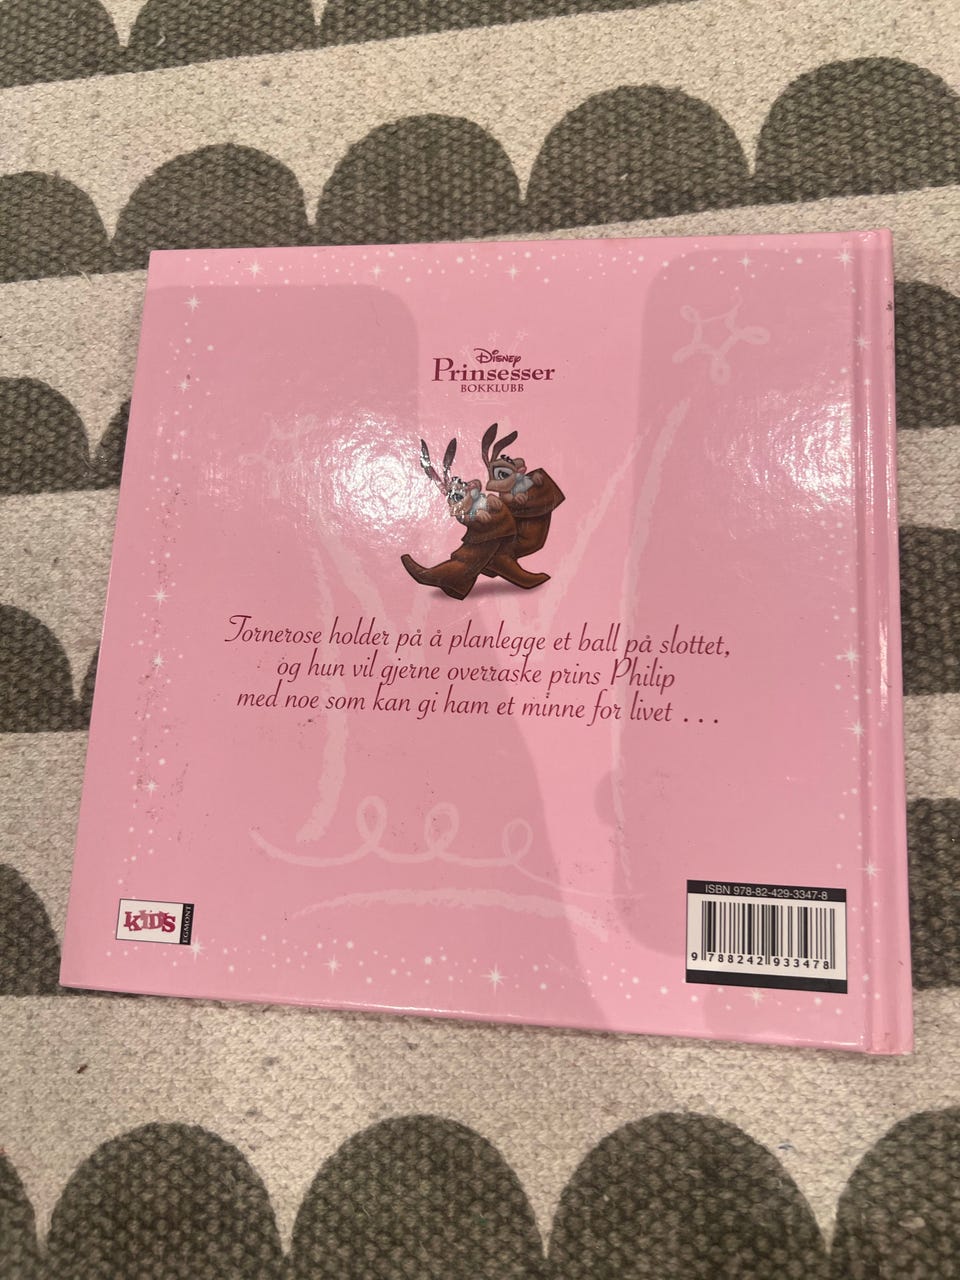 Disney
Prinsesser
BOKKLUBB
Tornerose holder på å planlegge et ball på slottet,
og hun vil gjerne overraske prins Philip
med noe som kan gi ham et minne for livet . . .
KIDS
EGMONT
ISBN 978-82-429-3347-8
9 788242 933478